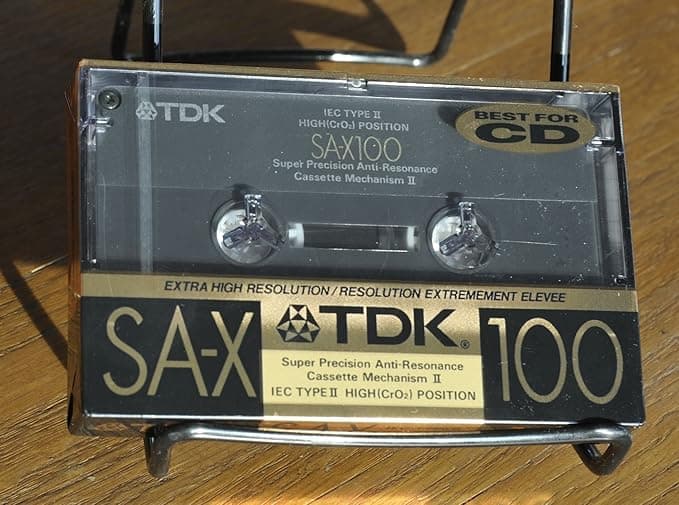 TDK
IEC TYPE II
HIGH(CrO₂) POSITION
SA-X100
Super Precision Anti-Resonance
Cassette Mechanism II
BEST FOR
CD
EXTRA HIGH RESOLUTION/RESOLUTION EXTREMEMENT ELEVEE
SA-X
TDK®
Super Precision Anti-Resonance
Cassette Mechanism II
IEC TYPE II HIGH(CrO₂) POSITION
100